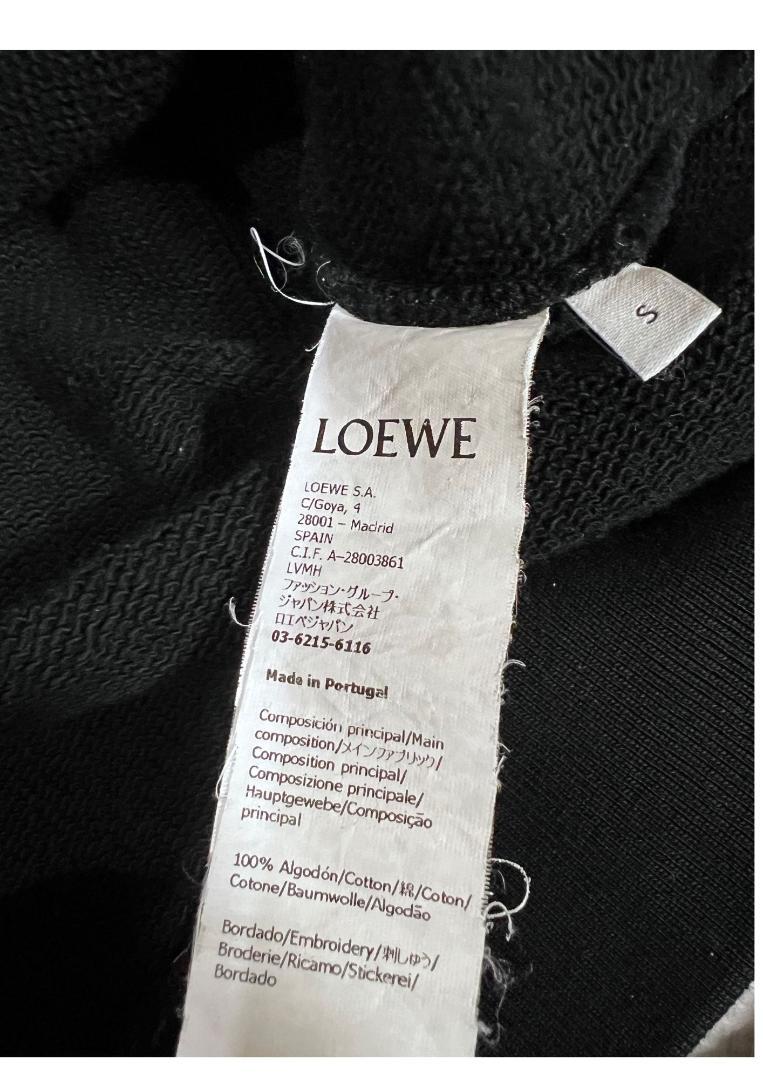 S
LOEWE
LOEWE S.A.
C/Goya, 4
28001 – Madrid
SPAIN
C.I.F. A–28003861
LVMH
ファッション・グループ・
ジャパン株式会社
ロエベジャパン
03-6215-6116
Made in Portugal
Composición principal/Main
composition/メインファブリック/
Composition principal/
Composizione principale/
Hauptgewebe/Composição
principal
100% Algodón/Cotton/綿/Coton/
Cotone/Baumwolle/Algodão
Bordado/Embroidery/刺しゅう/
Broderie/Ricamo/Stickerei/
Bordado